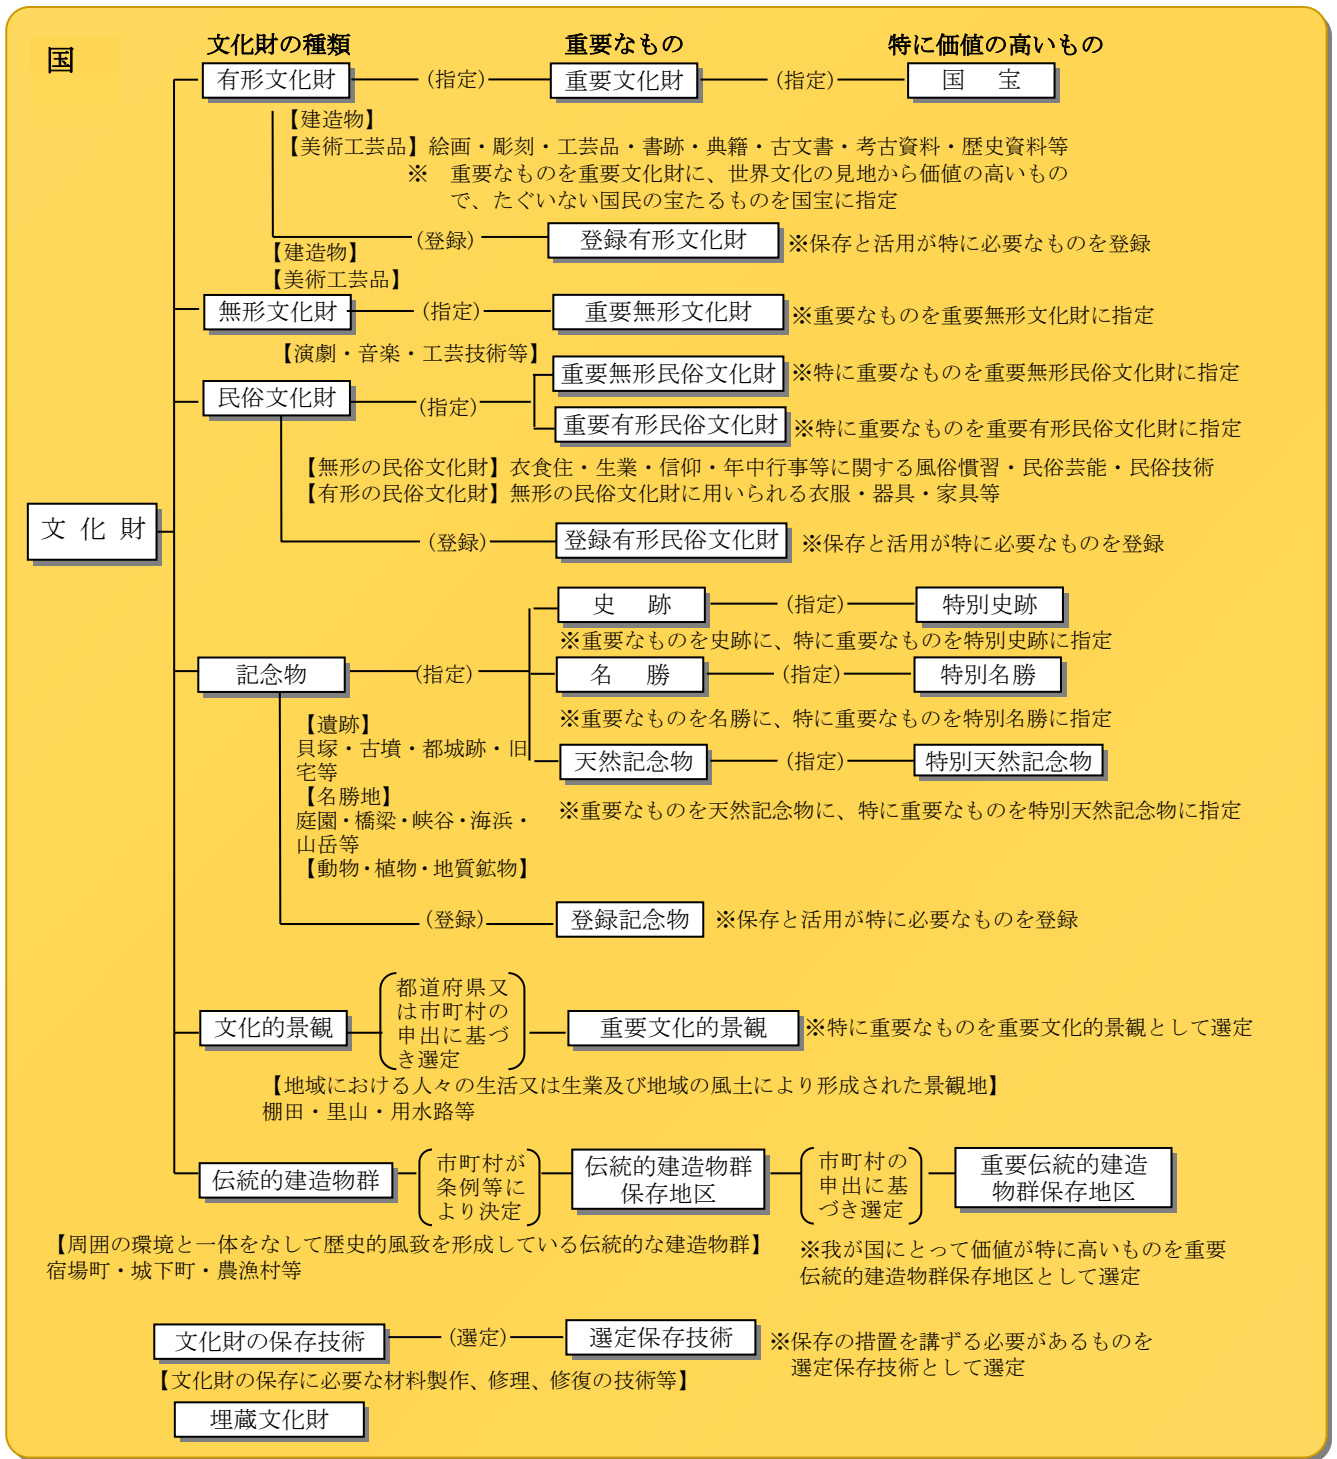 国
文化財の種類
重要なもの
特に価値の高いもの
有形文化財
(指定)
重要文化財
(指定)
国　宝
【建造物】
【美術工芸品】絵画・彫刻・工芸品・書跡・典籍・古文書・考古資料・歴史資料等
※　重要なものを重要文化財に、世界文化の見地から価値の高いもの
で、たぐいない国民の宝たるものを国宝に指定
(登録)
登録有形文化財
※保存と活用が特に必要なものを登録
【建造物】
【美術工芸品】
無形文化財
(指定)
重要無形文化財
※重要なものを重要無形文化財に指定
【演劇・音楽・工芸技術等】
民俗文化財
(指定)
重要無形民俗文化財
※特に重要なものを重要無形民俗文化財に指定
重要有形民俗文化財
※特に重要なものを重要有形民俗文化財に指定
【無形の民俗文化財】衣食住・生業・信仰・年中行事等に関する風俗慣習・民俗芸能・民俗技術
【有形の民俗文化財】無形の民俗文化財に用いられる衣服・器具・家具等
文 化 財
(登録)
登録有形民俗文化財
※保存と活用が特に必要なものを登録
史　跡
(指定)
特別史跡
※重要なものを史跡に、特に重要なものを特別史跡に指定
記念物
(指定)
名　勝
(指定)
特別名勝
※重要なものを名勝に、特に重要なものを特別名勝に指定
【遺跡】
貝塚・古墳・都城跡・旧
宅等
【名勝地】
庭園・橋梁・峡谷・海浜・
山岳等
【動物・植物・地質鉱物】
天然記念物
(指定)
特別天然記念物
※重要なものを天然記念物に、特に重要なものを特別天然記念物に指定
(登録)
登録記念物
※保存と活用が特に必要なものを登録
文化的景観
都道府県又
は市町村の
申出に基づ
き選定
重要文化的景観
※特に重要なものを重要文化的景観として選定
【地域における人々の生活又は生業及び地域の風土により形成された景観地】
棚田・里山・用水路等
伝統的建造物群
市町村が
条例等に
より決定
伝統的建造物群
保存地区
市町村の
申出に基
づき選定
重要伝統的建造
物群保存地区
【周囲の環境と一体をなして歴史的風致を形成している伝統的な建造物群】
宿場町・城下町・農漁村等
※我が国にとって価値が特に高いものを重要
伝統的建造物群保存地区として選定
文化財の保存技術
(選定)
選定保存技術
※保存の措置を講ずる必要があるものを
選定保存技術として選定
【文化財の保存に必要な材料製作、修理、修復の技術等】
埋蔵文化財